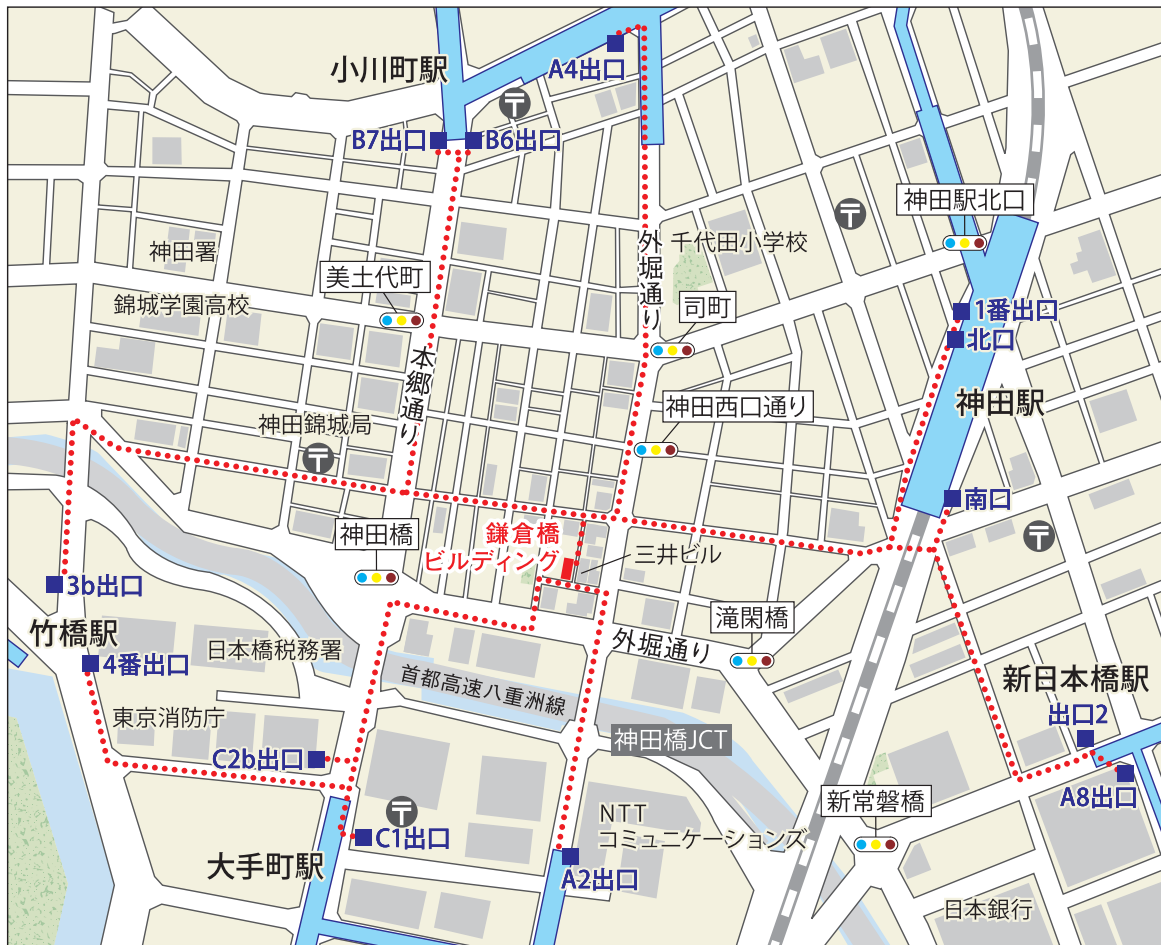 小川町駅
A4出口
B7出口
B6出口
神田駅北口
外堀通り
千代田小学校
神田署
美土代町
錦城学園高校
司町
1番出口
北口
本郷通り
神田西口通り
神田駅
神田錦城局
南口
神田橋
鎌倉橋
ビルディング
三井ビル
3b出口
竹橋駅
4番出口
日本橋税務署
外堀通り
滝閑橋
新日本橋駅
出口2
首都高速八重洲線
東京消防庁
C2b出口
神田橋JCT
A8出口
新常磐橋
NTT
コミュニケーションズ
C1出口
大手町駅
A2出口
日本銀行